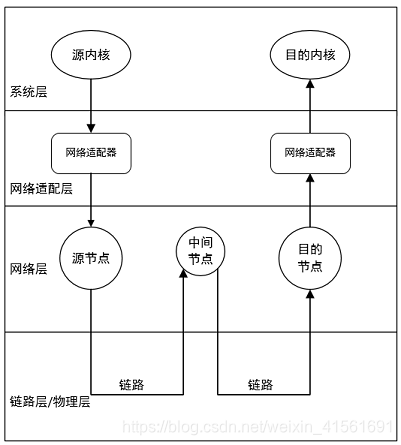 源内核
目的内核
系统层
网络适配器
网络适配器
网络适配层
源节点
中间
节点
目的
节点
网络层
链路
链路
链路层/物理层
https://blog.csdn.net/weixin_41561691